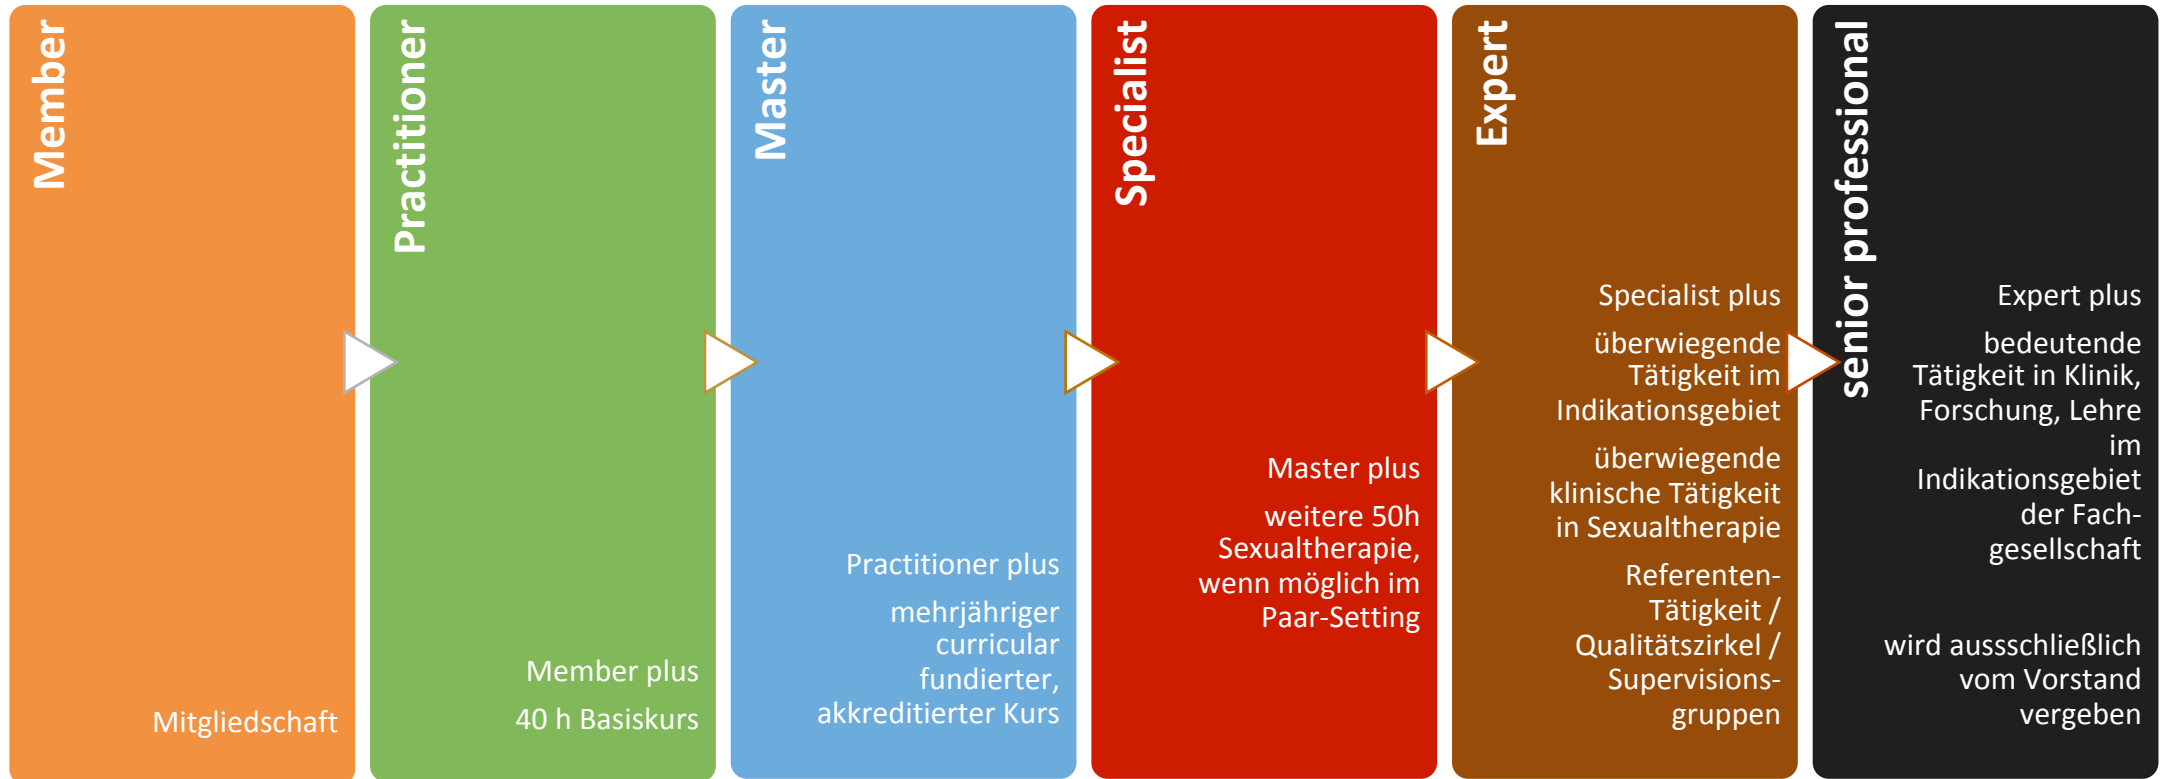 Member
Mitgliedschaft
Practitioner
Member plus
40 h Basiskurs
Master
Practitioner plus
mehrjähriger
curricular
fundierter,
akkreditierter Kurs
Specialist
Master plus
weitere 50h
Sexualtherapie,
wenn möglich im
Paar-Setting
Expert
Specialist plus
überwiegende
Tätigkeit im
Indikationsgebiet
überwiegende
klinische Tätigkeit
in Sexualtherapie
Referenten-
Tätigkeit /
Qualitätszirkel /
Supervisions-
gruppen
senior professional
Expert plus
bedeutende
Tätigkeit in Klinik,
Forschung, Lehre
im
Indikationsgebiet
der Fach-
gesellschaft
wird aussschließlich
vom Vorstand
vergeben